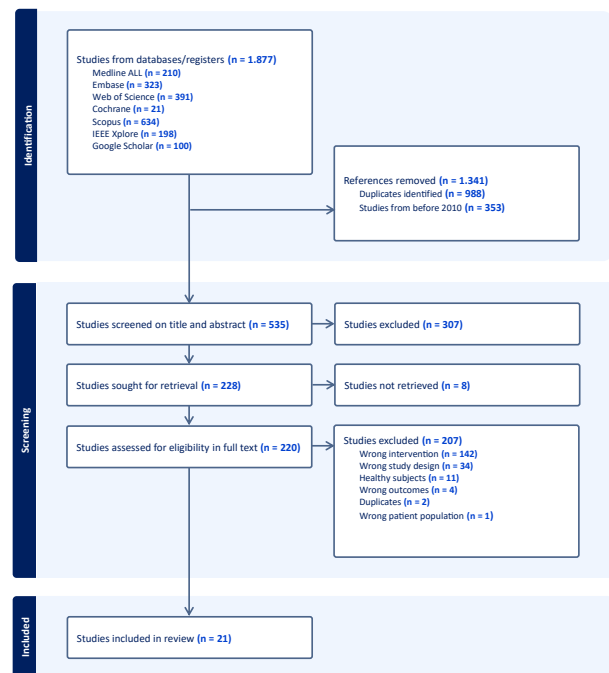 Identification
Studies from databases/registers (n = 1.877)
Medline ALL (n = 210)
Embase (n = 323)
Web of Science (n = 391)
Cochrane (n = 21)
Scopus (n = 634)
IEEE Xplore (n = 198)
Google Scholar (n = 100)
References removed (n = 1.341)
Duplicates identified (n = 988)
Studies from before 2010 (n = 353)
Screening
Studies screened on title and abstract (n = 535)
Studies excluded (n = 307)
Studies sought for retrieval (n = 228)
Studies not retrieved (n = 8)
Studies assessed for eligibility in full text (n = 220)
Studies excluded (n = 207)
Wrong intervention (n = 142)
Wrong study design (n = 34)
Healthy subjects (n = 11)
Wrong outcomes (n = 4)
Duplicates (n = 2)
Wrong patient population (n = 1)
Included
Studies included in review (n = 21)